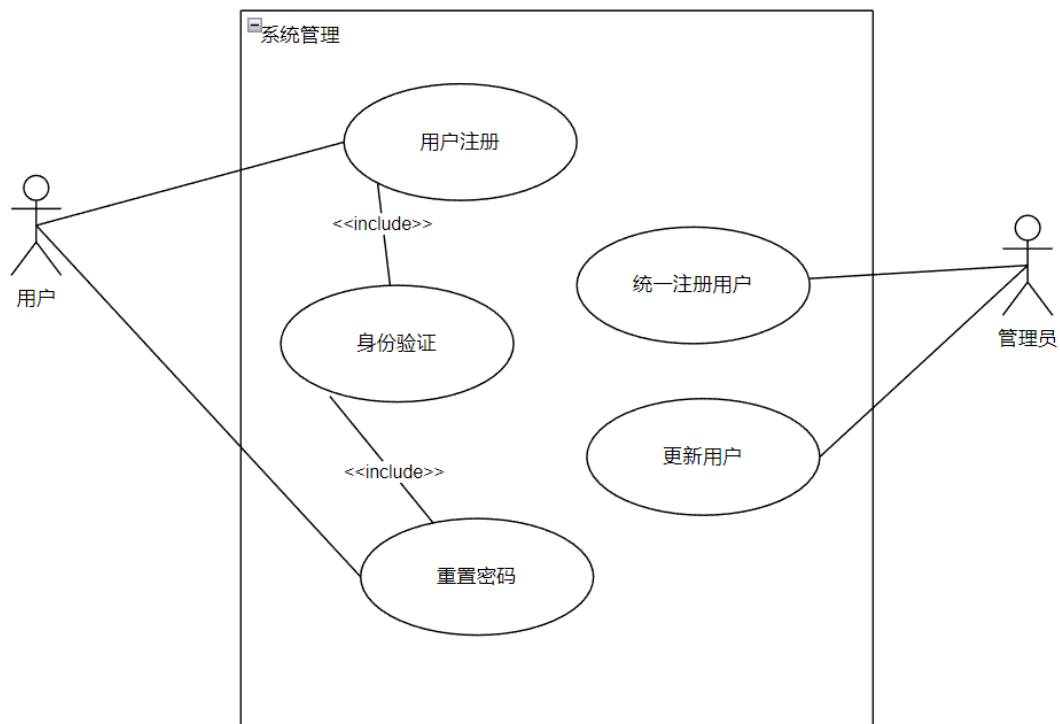 系统管理
用户注册
<<include>>
统一注册用户
用户
管理员
身份验证
更新用户
<<include>>
重置密码